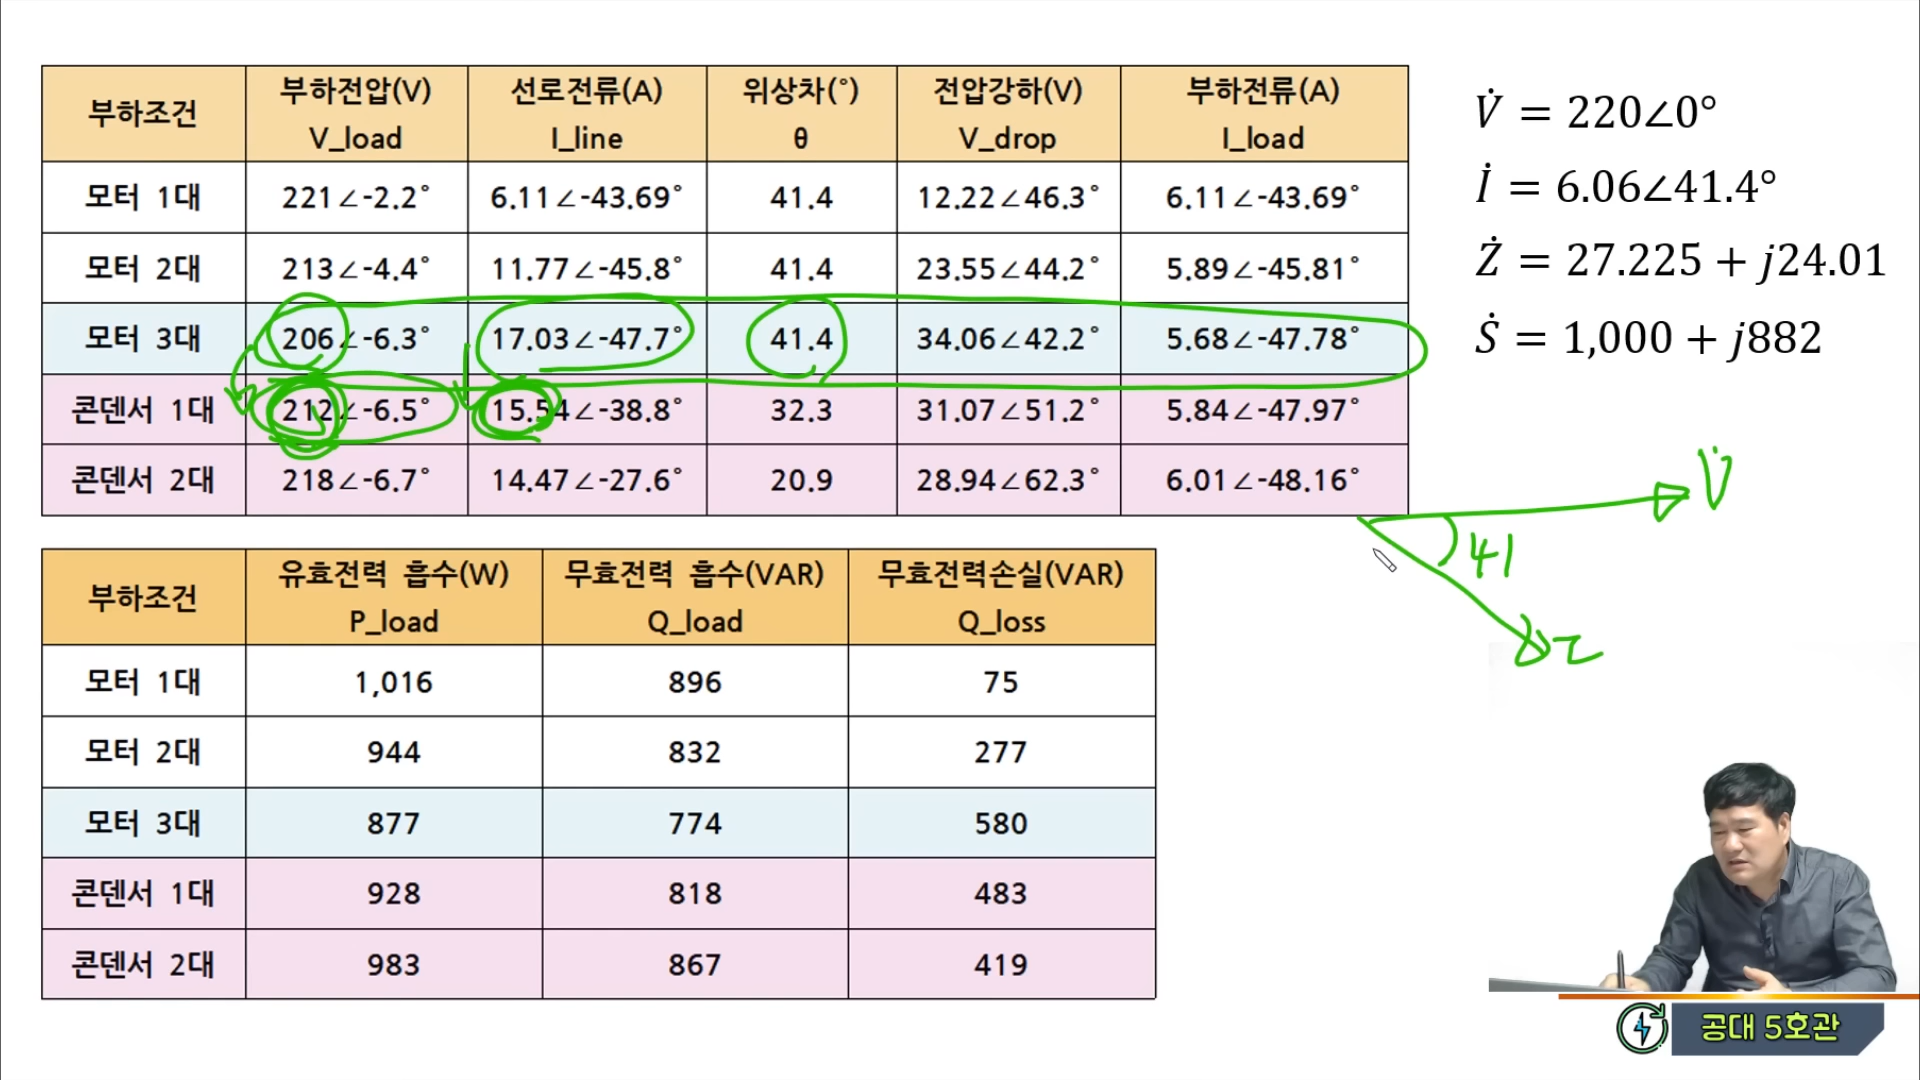 부하조건 부하전압(V) V_load 선로전류(A) I_line 위상차(°) θ 전압강하(V) V_drop 부하전류(A) I_load
모터 1대 221∠-2.2° 6.11∠-43.69° 41.4 12.22∠46.3° 6.11∠-43.69°
모터 2대 213∠-4.4° 11.77∠-45.8° 41.4 23.55∠44.2° 5.89∠-45.81°
모터 3대 206∠-6.3° 17.03∠-47.7° 41.4 34.06∠42.2° 5.68∠-47.78°
콘덴서 1대 212∠-6.5° 15.54∠-38.8° 32.3 31.07∠51.2° 5.84∠-47.97°
콘덴서 2대 218∠-6.7° 14.47∠-27.6° 20.9 28.94∠62.3° 6.01∠-48.16°
V̇ = 220∠0°
İ = 6.06∠41.4°
Ż = 27.225 + j24.01
Ṡ = 1,000 + j882
V̇
41
I
부하조건 유효전력 흡수(W) P_load 무효전력 흡수(VAR) Q_load 무효전력손실(VAR) Q_loss
모터 1대 1,016 896 75
모터 2대 944 832 277
모터 3대 877 774 580
콘덴서 1대 928 818 483
콘덴서 2대 983 867 419
공대 5호관